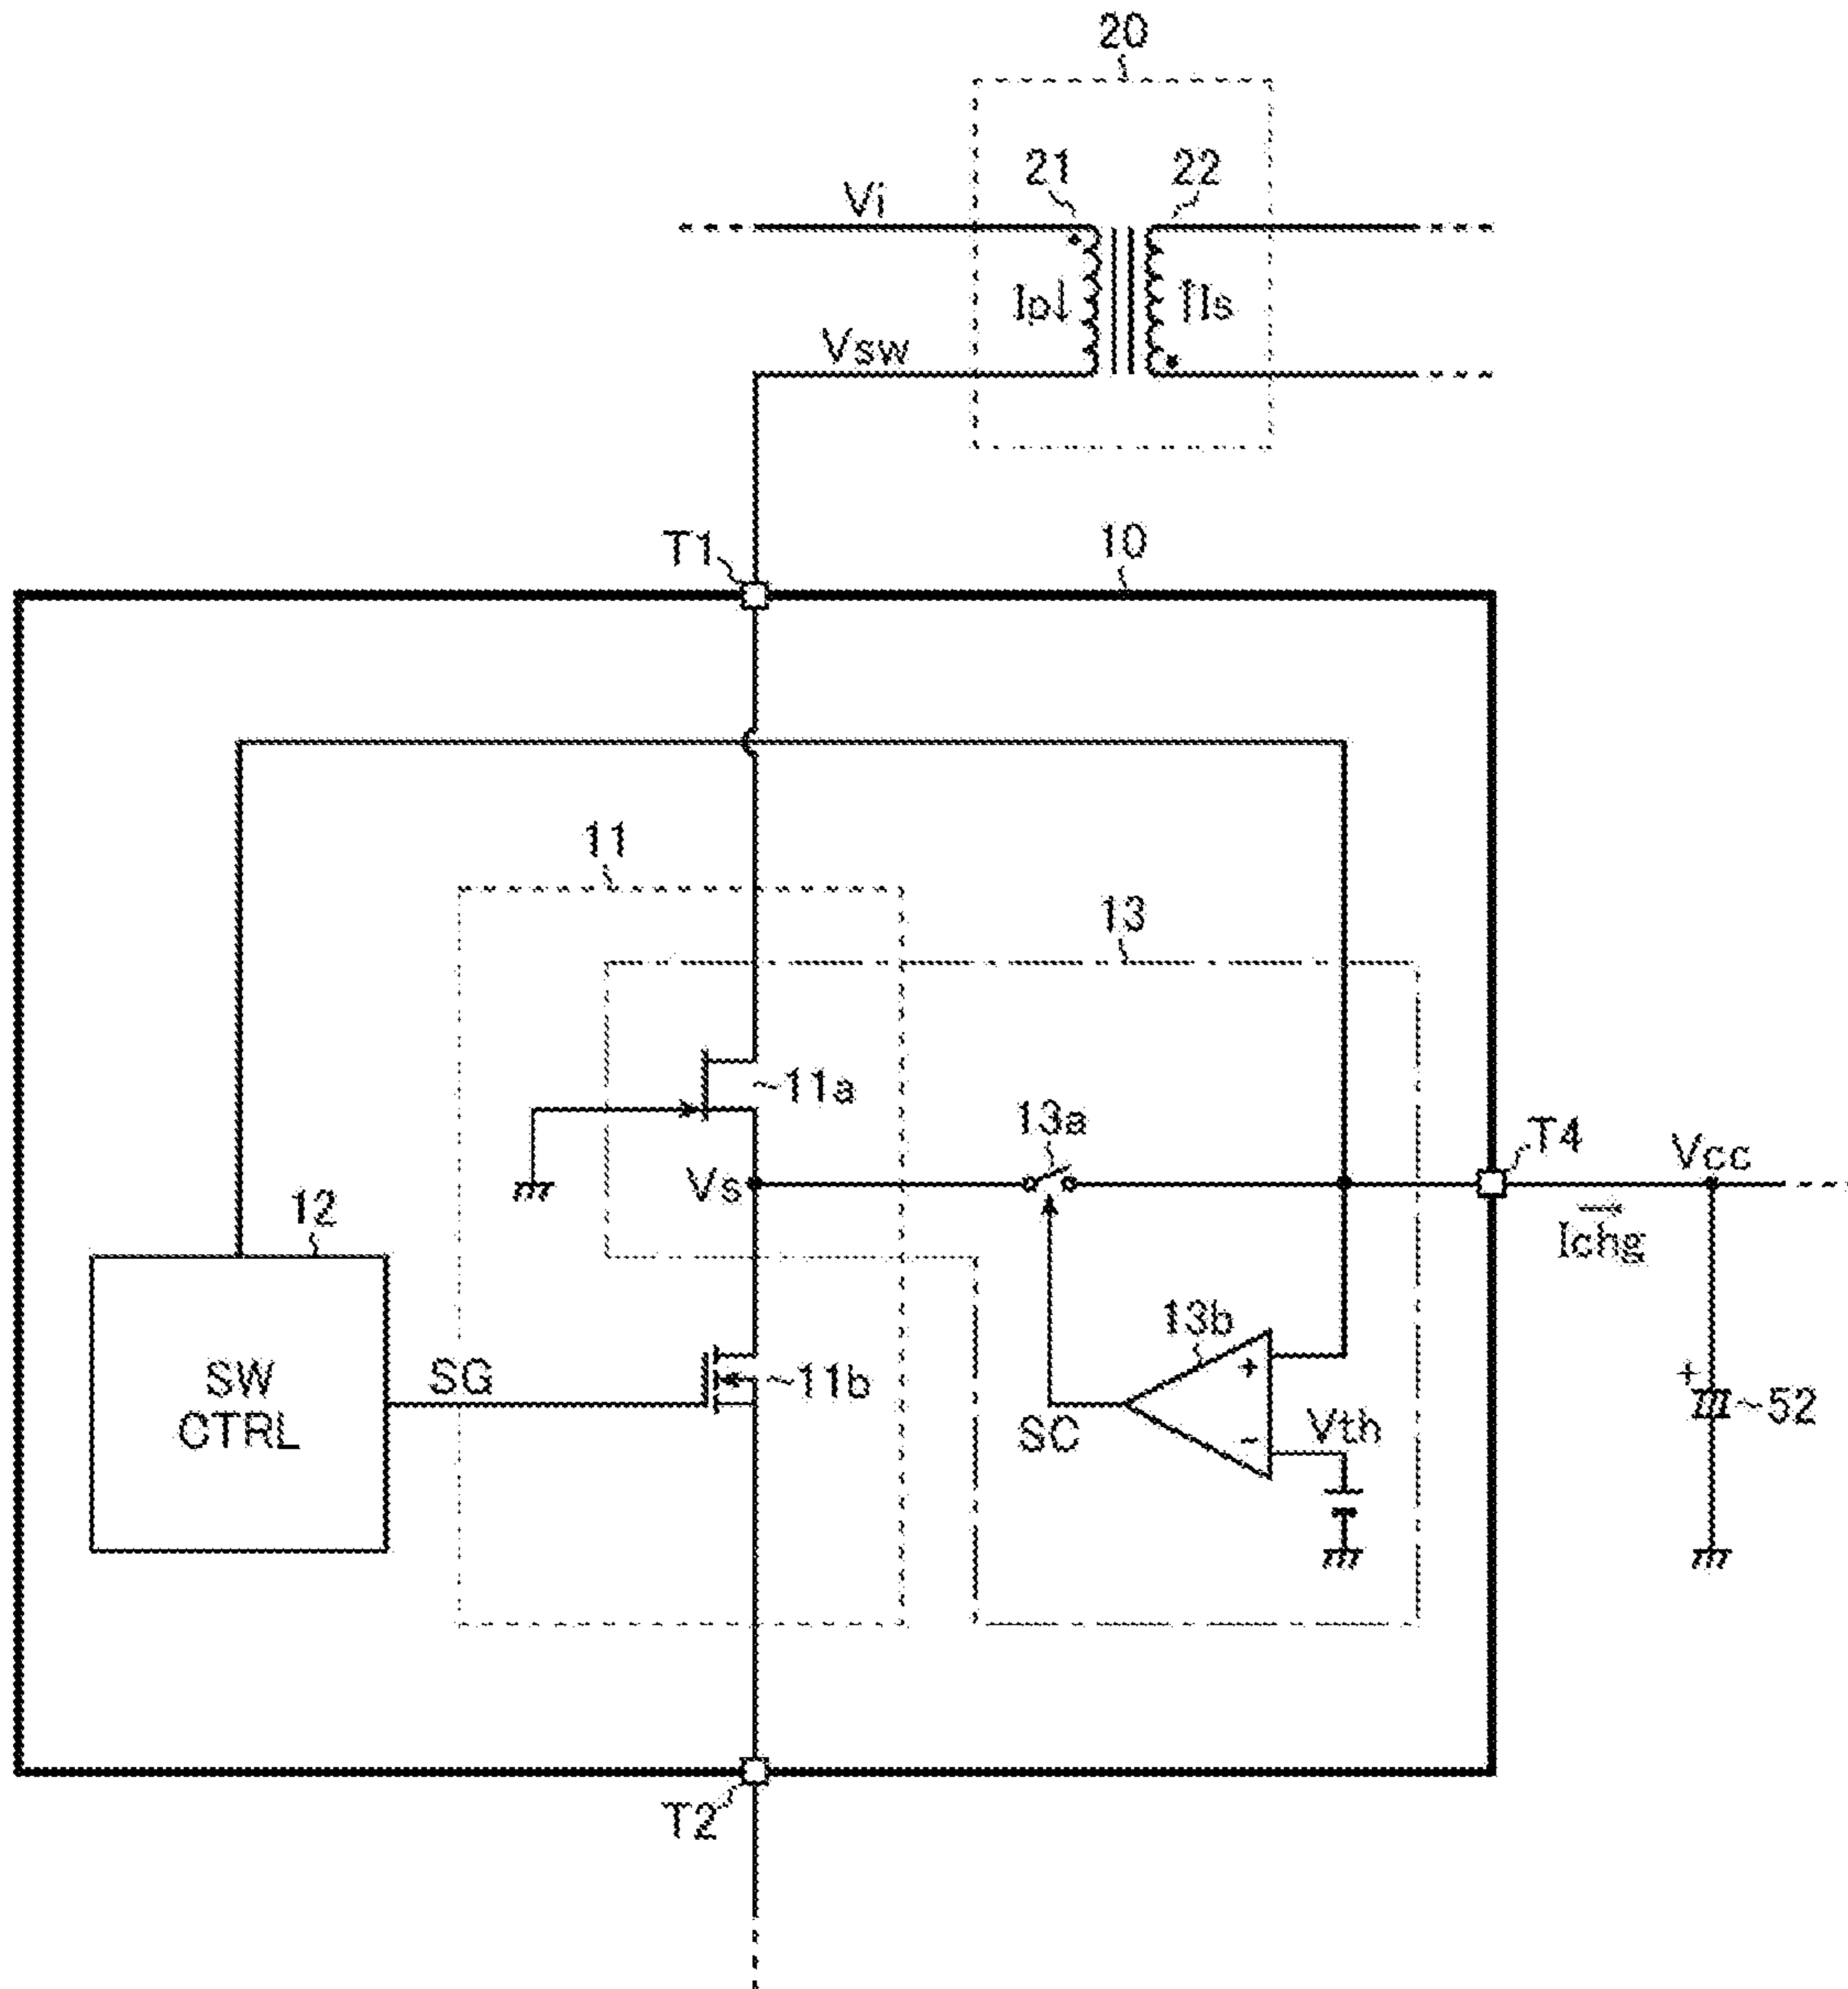 20
21
22
Vi
Ip↓
↑Is
Vsw
T1
10
11
13
~11a
13a
T4
Vcc
Vs
12
Ichg
13b
SW
CTRL
SG
~11b
+
+
~52
SC
Vth
-
T2